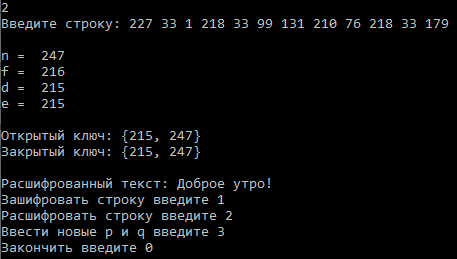 2
Введите строку: 227 33 1 218 33 99 131 210 76 218 33 179
n = 247
f = 216
d = 215
e = 215
Открытый ключ: {215, 247}
Закрытый ключ: {215, 247}
Расшифрованный текст: Доброе утро!
Зашифровать строку введите 1
Расшифровать строку введите 2
Ввести новые p и q введите 3
Закончить введите 0